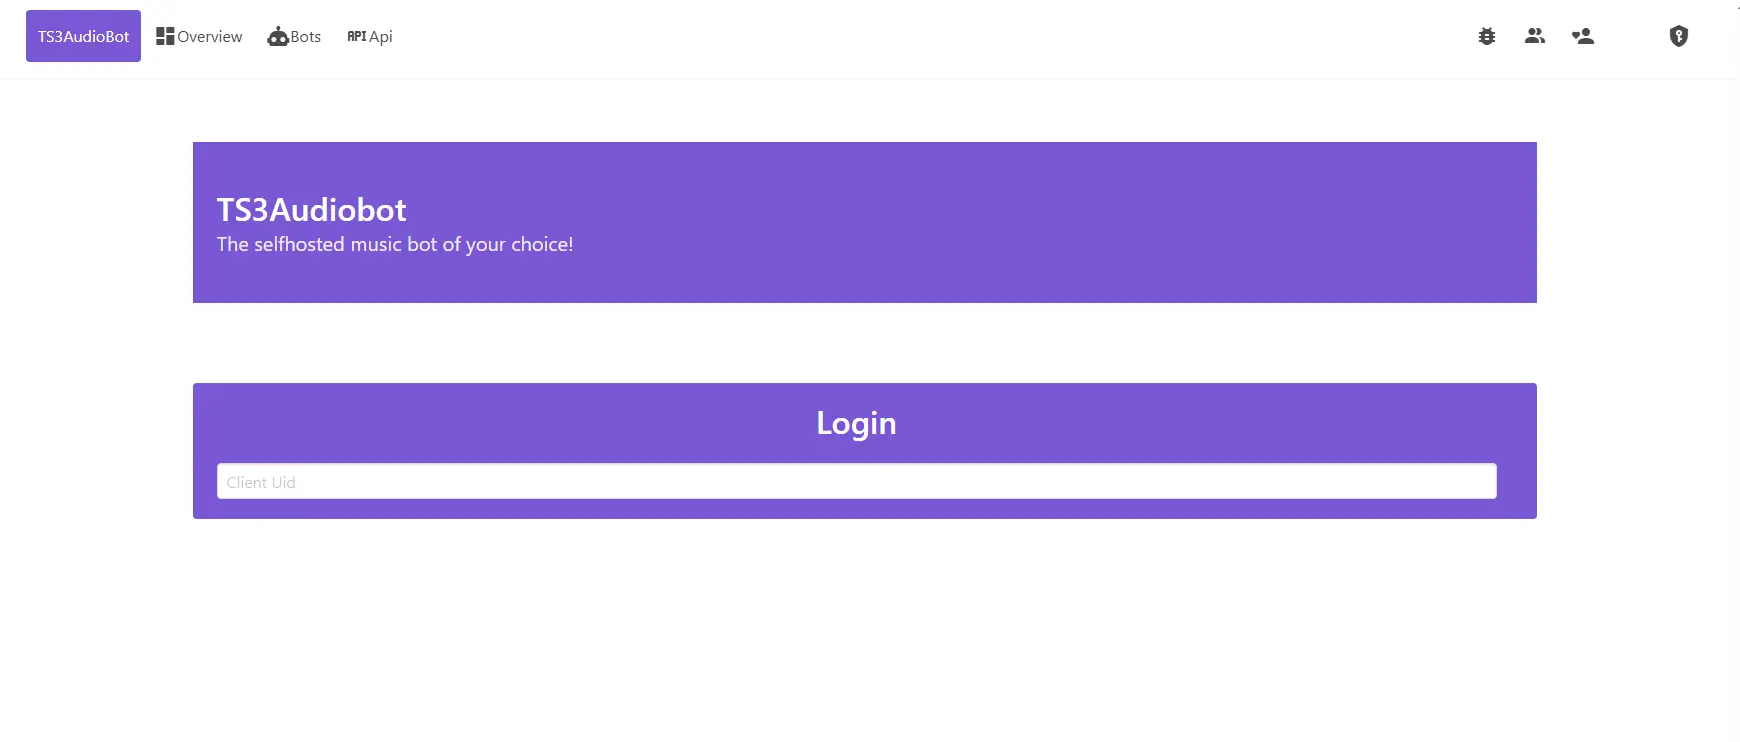 TS3AudioBot
Overview
Bots
API Api
TS3Audiobot
The selfhosted music bot of your choice!
Login
Client Uid